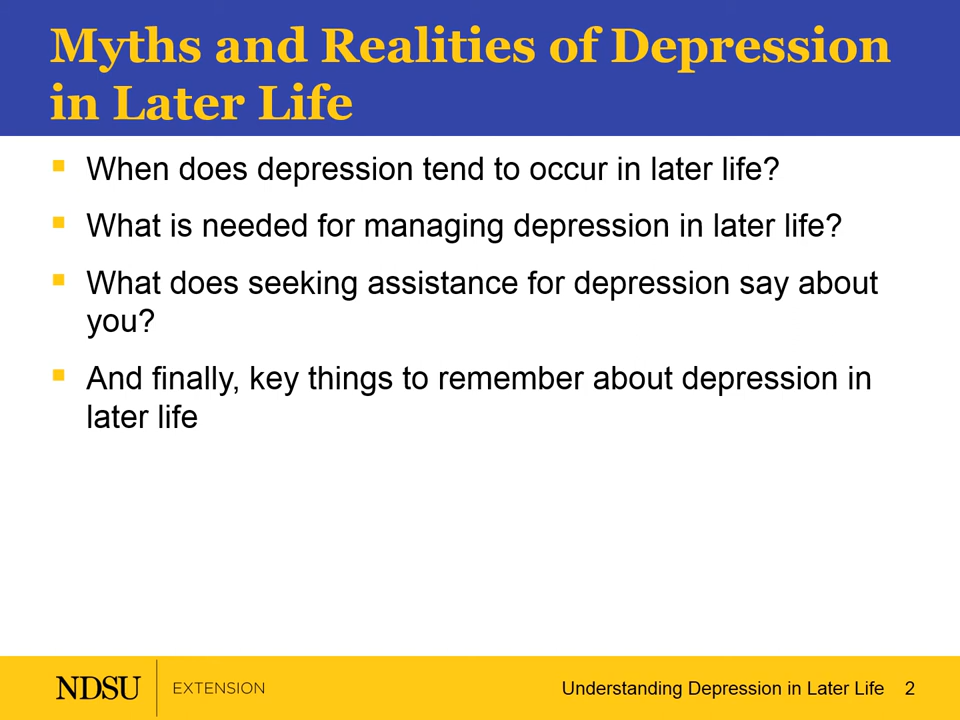 Myths and Realities of Depression
in Later Life
When does depression tend to occur in later life?
What is needed for managing depression in later life?
What does seeking assistance for depression say about
you?
And finally, key things to remember about depression in
later life
NDSU EXTENSION
Understanding Depression in Later Life 2